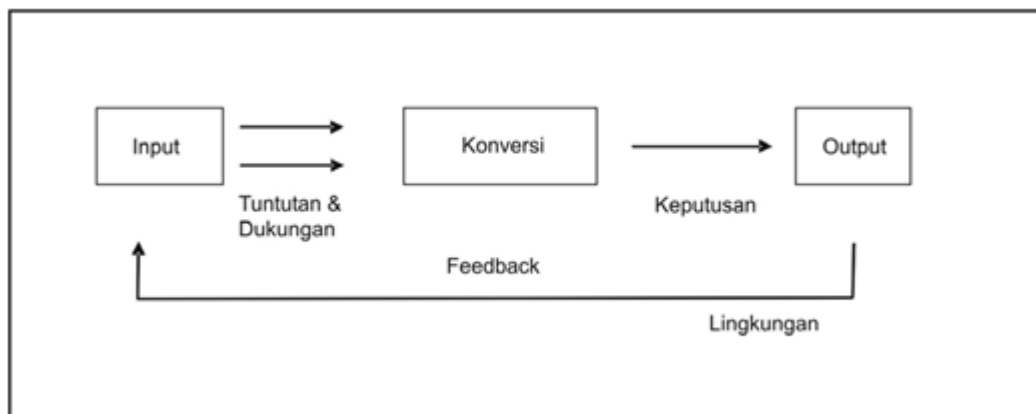 Input
Konversi
Output
Tuntutan &
Dukungan
Keputusan
Feedback
Lingkungan